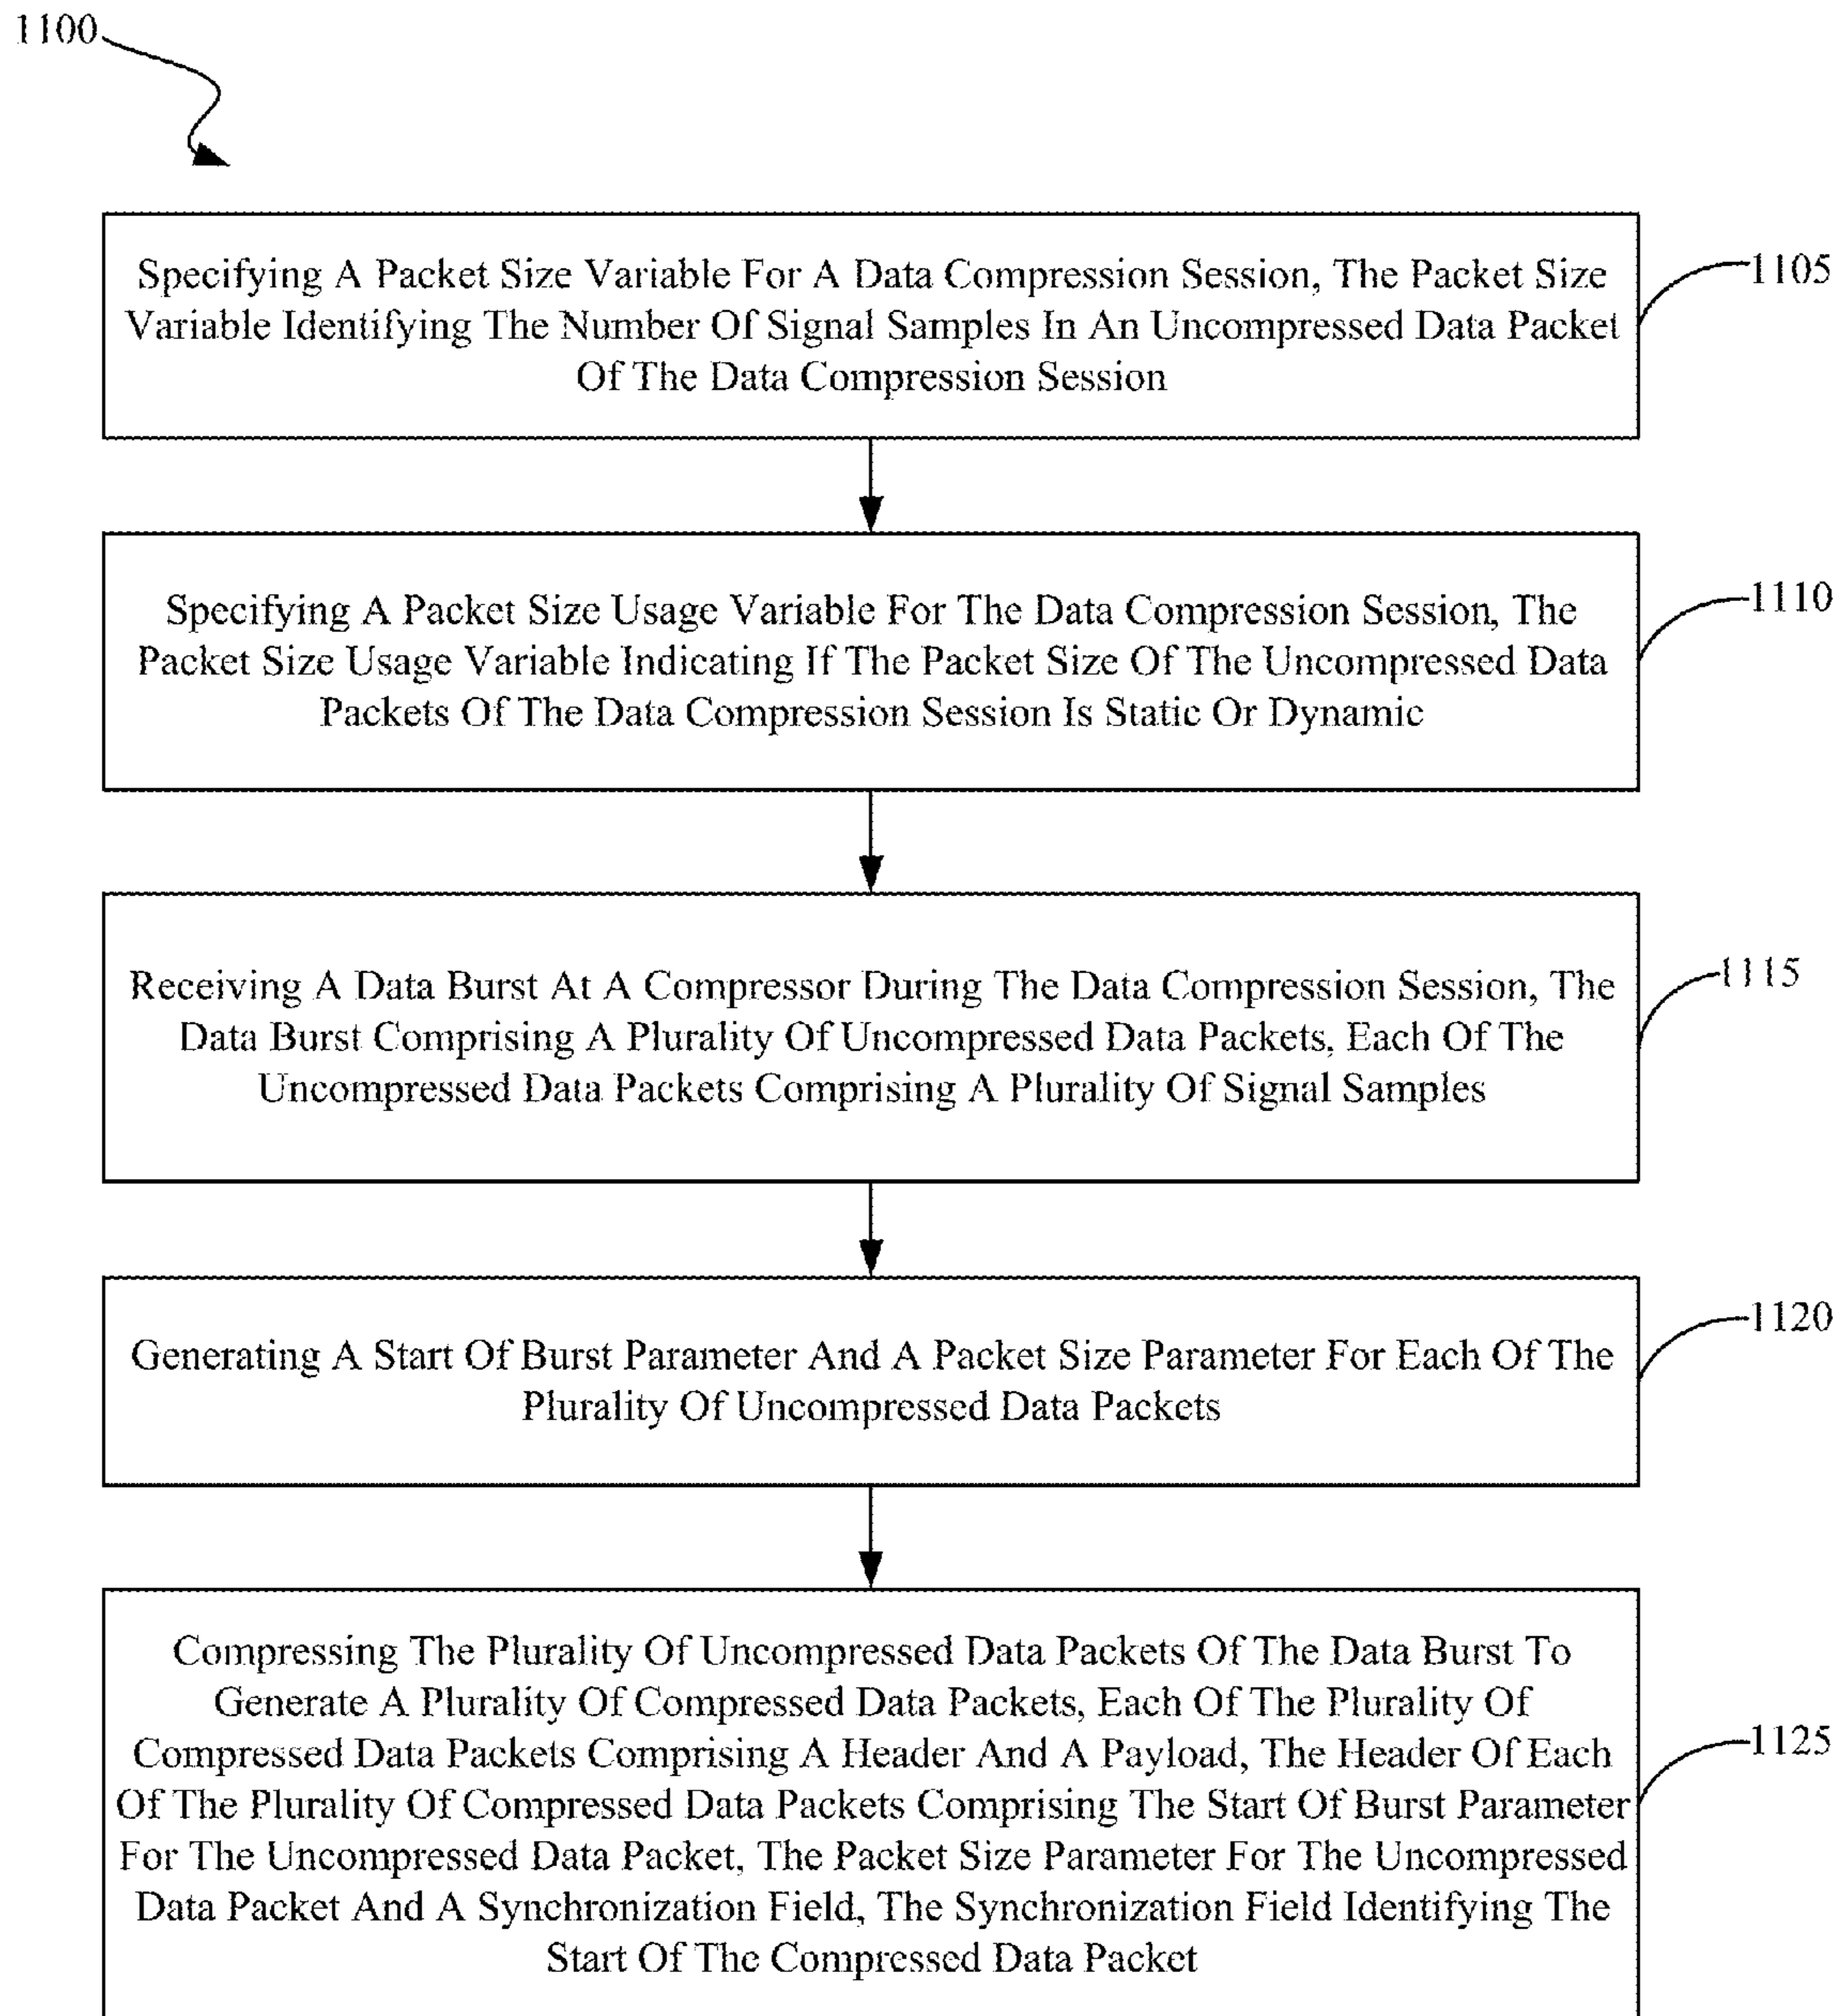 1100
Specifying A Packet Size Variable For A Data Compression Session, The Packet Size
Variable Identifying The Number Of Signal Samples In An Uncompressed Data Packet
Of The Data Compression Session
1105
Specifying A Packet Size Usage Variable For The Data Compression Session, The
Packet Size Usage Variable Indicating If The Packet Size Of The Uncompressed Data
Packets Of The Data Compression Session Is Static Or Dynamic
1110
Receiving A Data Burst At A Compressor During The Data Compression Session, The
Data Burst Comprising A Plurality Of Uncompressed Data Packets, Each Of The
Uncompressed Data Packets Comprising A Plurality Of Signal Samples
1115
Generating A Start Of Burst Parameter And A Packet Size Parameter For Each Of The
Plurality Of Uncompressed Data Packets
1120
Compressing The Plurality Of Uncompressed Data Packets Of The Data Burst To
Generate A Plurality Of Compressed Data Packets, Each Of The Plurality Of
Compressed Data Packets Comprising A Header And A Payload, The Header Of Each
Of The Plurality Of Compressed Data Packets Comprising The Start Of Burst Parameter
For The Uncompressed Data Packet, The Packet Size Parameter For The Uncompressed
Data Packet And A Synchronization Field, The Synchronization Field Identifying The
Start Of The Compressed Data Packet
1125